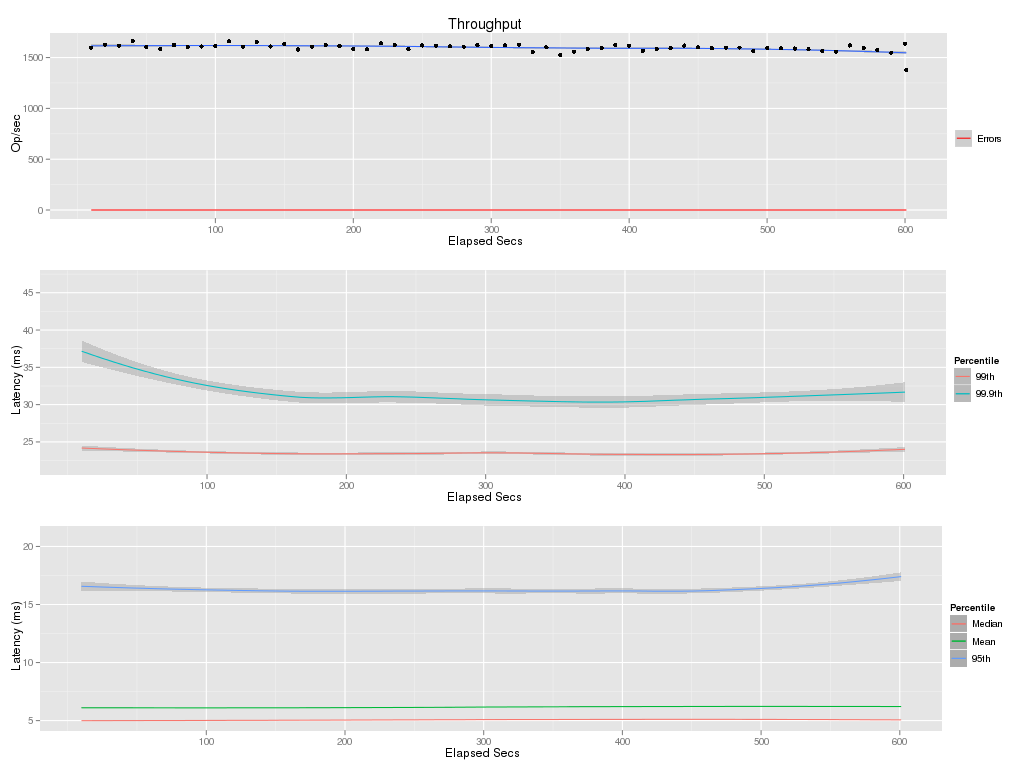 Throughput
1500
1000
500
0
Op/sec
100 200 300 400 500 600
Elapsed Secs
Errors
45
40
35
30
25
Latency (ms)
100 200 300 400 500 600
Elapsed Secs
Percentile
99th
99.9th
20
15
10
5
Latency (ms)
100 200 300 400 500 600
Elapsed Secs
Percentile
Median
Mean
95th